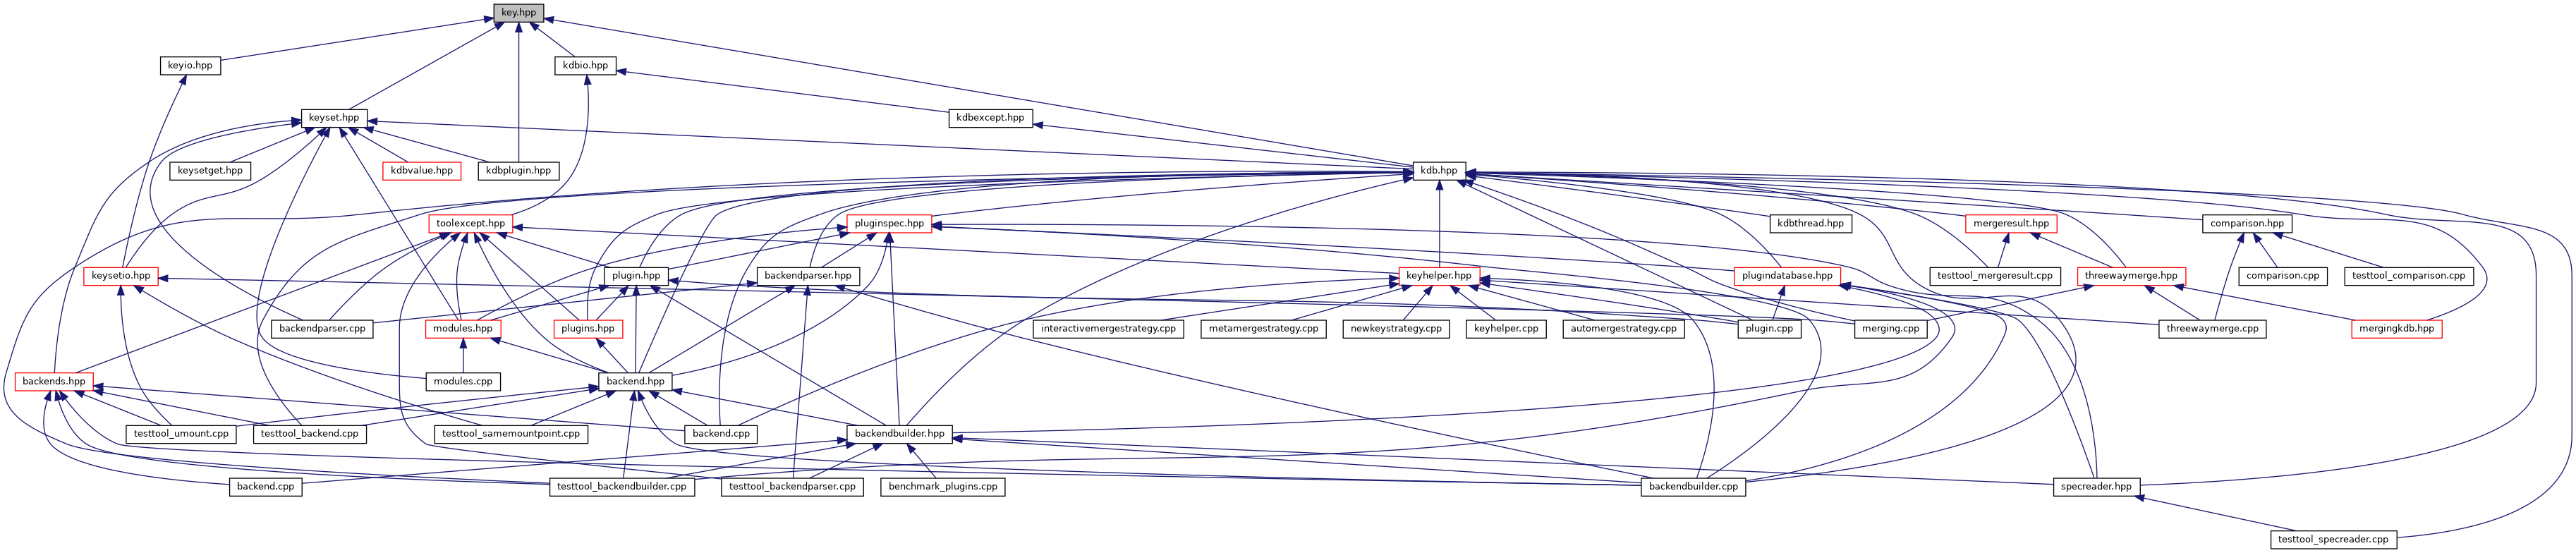 key.hpp
keyio.hpp
kdbio.hpp
keyset.hpp
kdbexcept.hpp
keysetget.hpp
kdbvalue.hpp
kdbplugin.hpp
kdb.hpp
toolexcept.hpp
pluginspec.hpp
kdbthread.hpp
mergeresult.hpp
comparison.hpp
keysetio.hpp
plugin.hpp
backendparser.hpp
keyhelper.hpp
plugindatabase.hpp
testtool_mergeresult.cpp
threewaymerge.hpp
comparison.cpp
testtool_comparison.cpp
backendparser.cpp
modules.hpp
plugins.hpp
interactivemergestrategy.cpp
metamergestrategy.cpp
newkeystrategy.cpp
keyhelper.cpp
automergestrategy.cpp
plugin.cpp
merging.cpp
threewaymerge.cpp
mergingkdb.hpp
backends.hpp
modules.cpp
backend.hpp
testtool_umount.cpp
testtool_backend.cpp
testtool_samemountpoint.cpp
backend.cpp
backendbuilder.hpp
backend.cpp
testtool_backendbuilder.cpp
testtool_backendparser.cpp
benchmark_plugins.cpp
backendbuilder.cpp
specreader.hpp
testtool_specreader.cpp